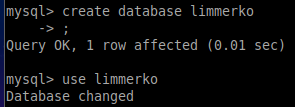 mysql> create database limmerko
    -> ;
Query OK, 1 row affected (0.01 sec)

mysql> use limmerko
Database changed